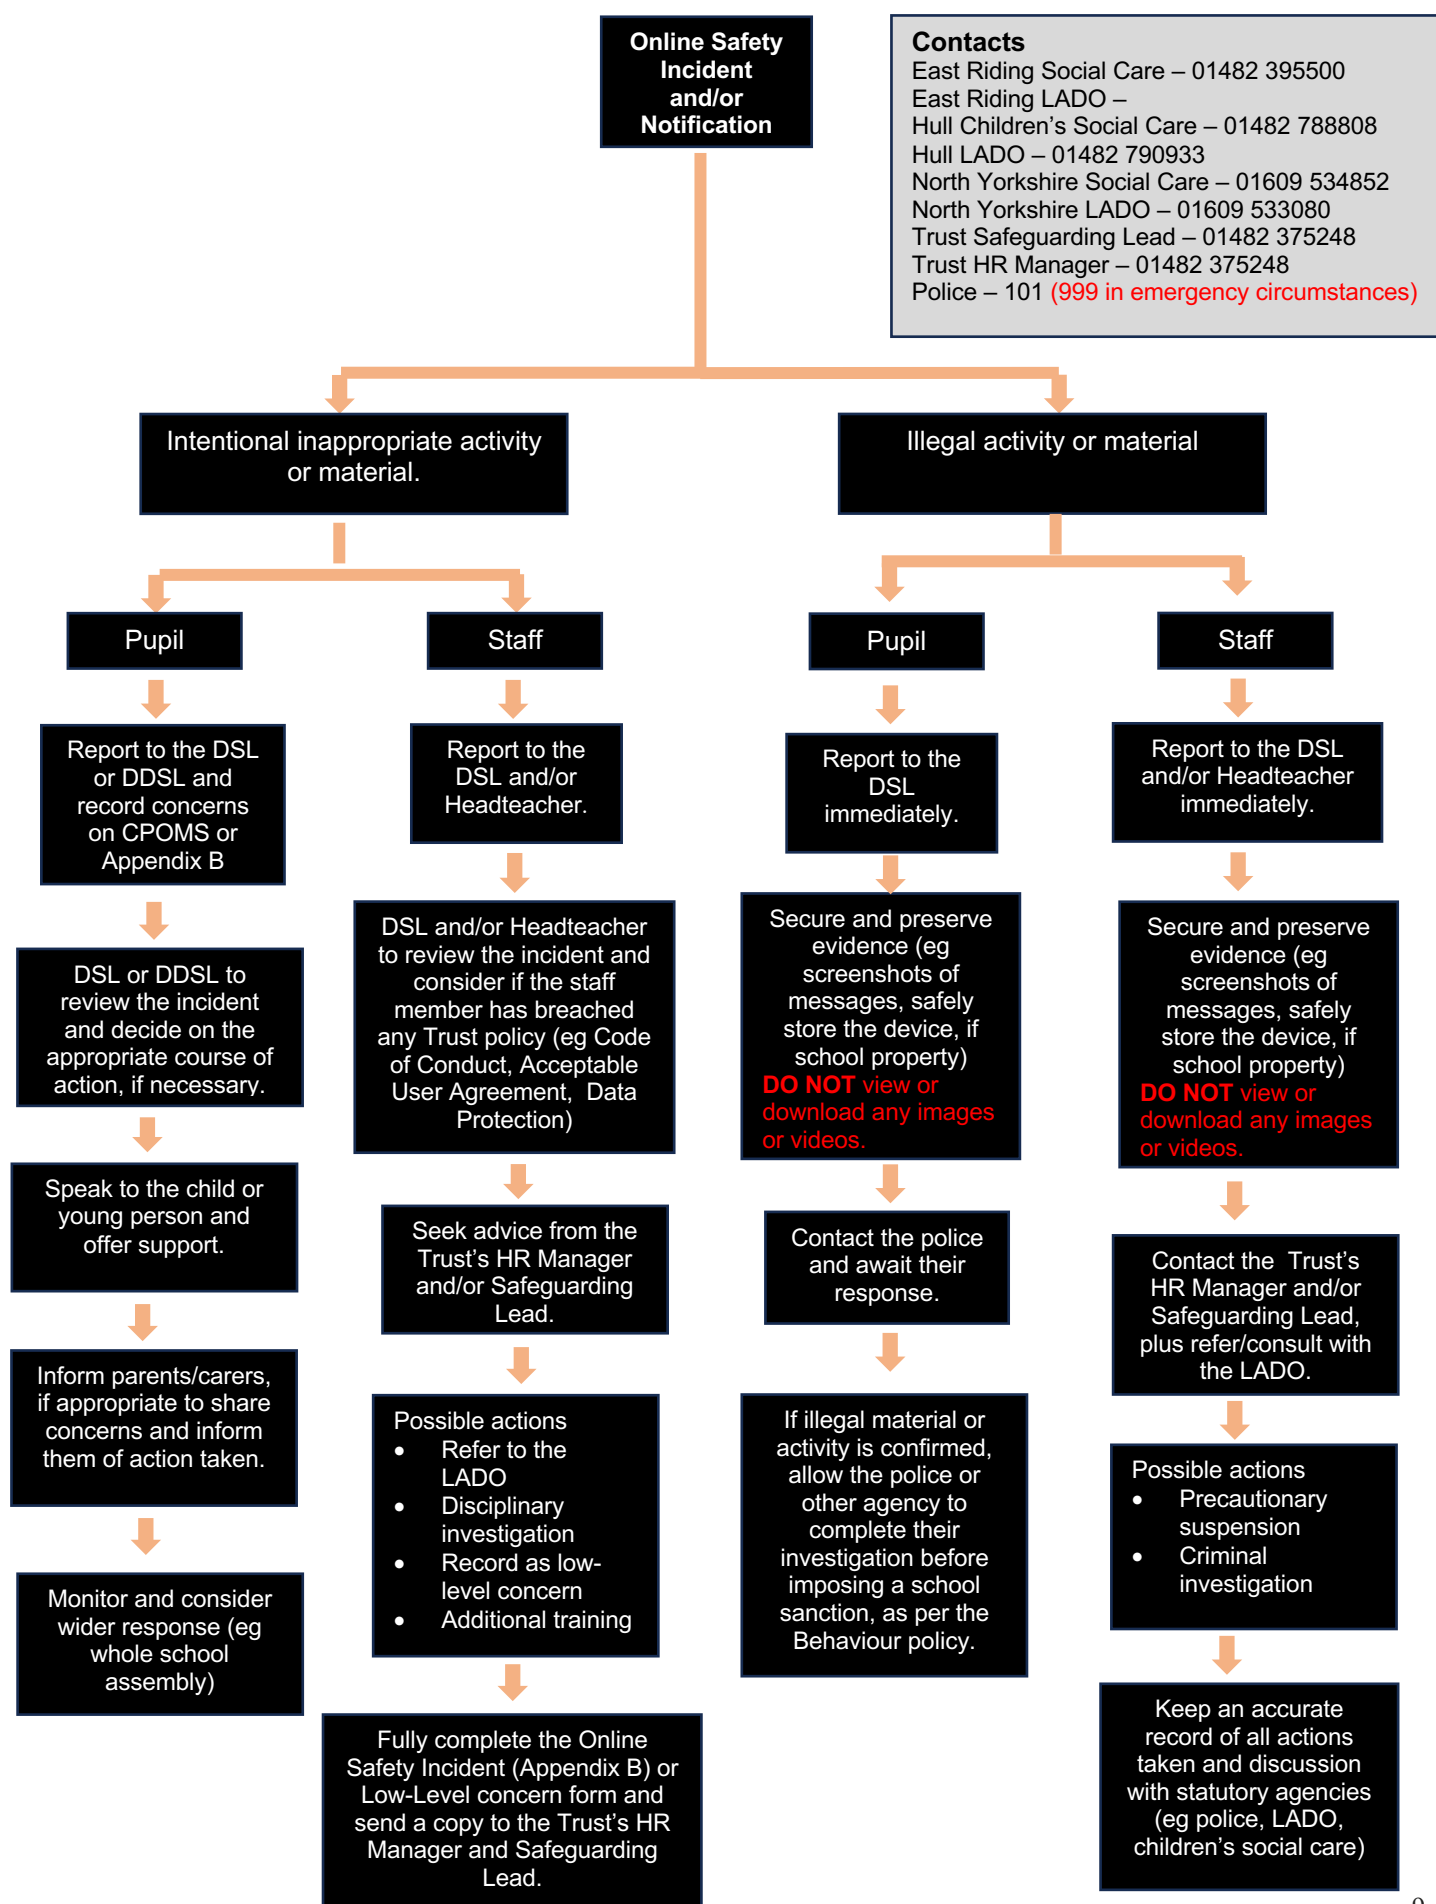 Online Safety
Incident
and/or
Notification
Contacts
East Riding Social Care – 01482 395500
East Riding LADO –
Hull Children's Social Care – 01482 788808
Hull LADO – 01482 790933
North Yorkshire Social Care – 01609 534852
North Yorkshire LADO – 01609 533080
Trust Safeguarding Lead – 01482 375248
Trust HR Manager – 01482 375248
Police – 101 (999 in emergency circumstances)
Intentional inappropriate activity
or material.
Illegal activity or material
Pupil
Staff
Pupil
Staff
Report to the DSL
or DDSL and
record concerns
on CPOMS or
Appendix B
DSL or DDSL to
review the incident
and decide on the
appropriate course of
action, if necessary.
Speak to the child or
young person and
offer support.
Inform parents/carers,
if appropriate to share
concerns and inform
them of action taken.
Monitor and consider
wider response (eg
whole school
assembly)
Report to the
DSL and/or
Headteacher.
DSL and/or Headteacher
to review the incident and
consider if the staff
member has breached
any Trust policy (eg Code
of Conduct, Acceptable
User Agreement,  Data
Protection)
Seek advice from the
Trust's HR Manager
and/or Safeguarding
Lead.
Possible actions
• Refer to the
LADO
• Disciplinary
investigation
• Record as low-
level concern
• Additional training
Fully complete the Online
Safety Incident (Appendix B) or
Low-Level concern form and
send a copy to the Trust's HR
Manager and Safeguarding
Lead.
Report to the
DSL
immediately.
Secure and preserve
evidence (eg
screenshots of
messages, safely
store the device, if
school property)
DO NOT view or
download any images
or videos.
Contact the police
and await their
response.
If illegal material or
activity is confirmed,
allow the police or
other agency to
complete their
investigation before
imposing a school
sanction, as per the
Behaviour policy.
Report to the DSL
and/or Headteacher
immediately.
Secure and preserve
evidence (eg
screenshots of
messages, safely
store the device, if
school property)
DO NOT view or
download any images
or videos.
Contact the  Trust's
HR Manager and/or
Safeguarding Lead,
plus refer/consult with
the LADO.
Possible actions
• Precautionary
suspension
• Criminal
investigation
Keep an accurate
record of all actions
taken and discussion
with statutory agencies
(eg police, LADO,
children's social care)